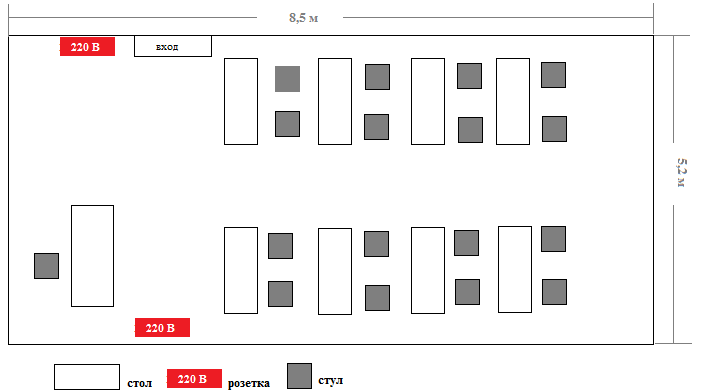 8,5 м
220 В
вход
5,2 м
220 В
стол
220 В
розетка
стул